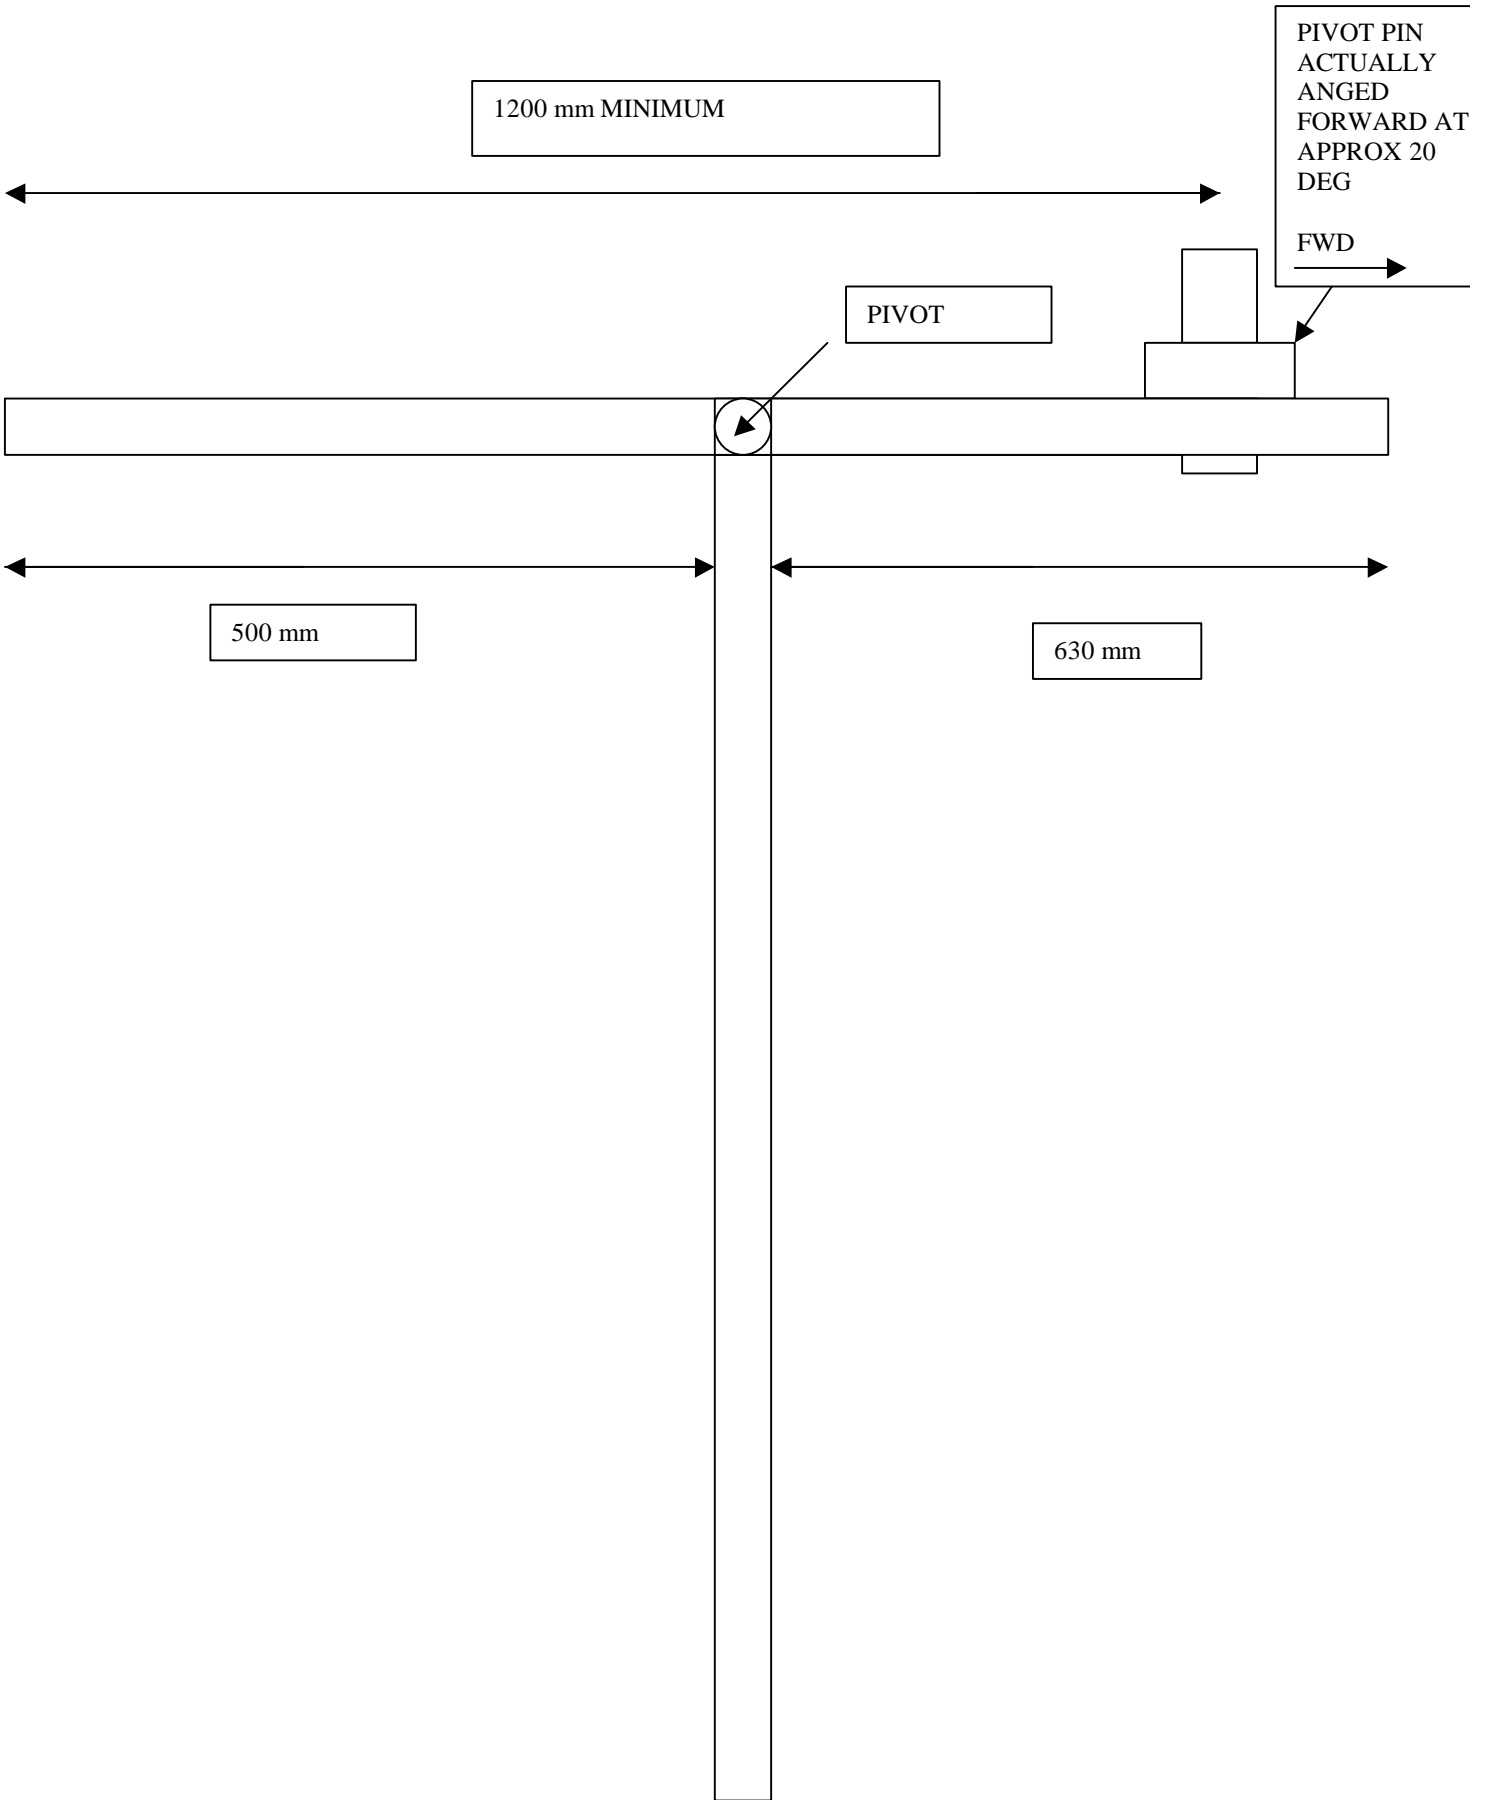 PIVOT PIN
ACTUALLY
ANGED
FORWARD AT
APPROX 20
DEG
FWD
1200 mm MINIMUM
PIVOT
500 mm
630 mm